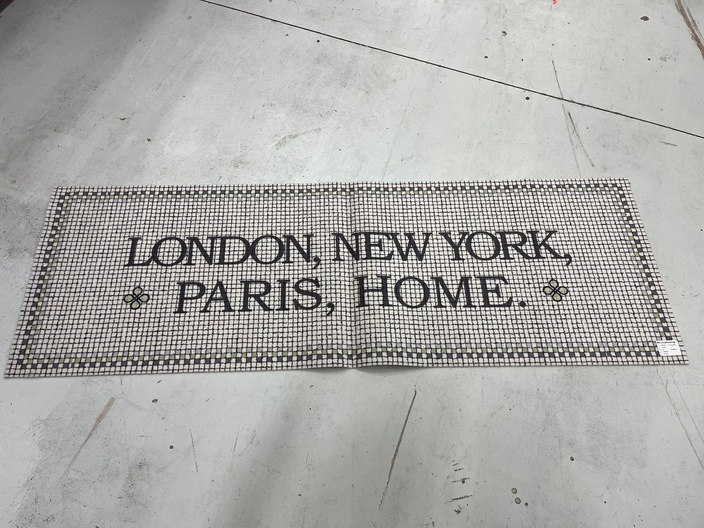 LONDON, NEW YORK,
PARIS, HOME.